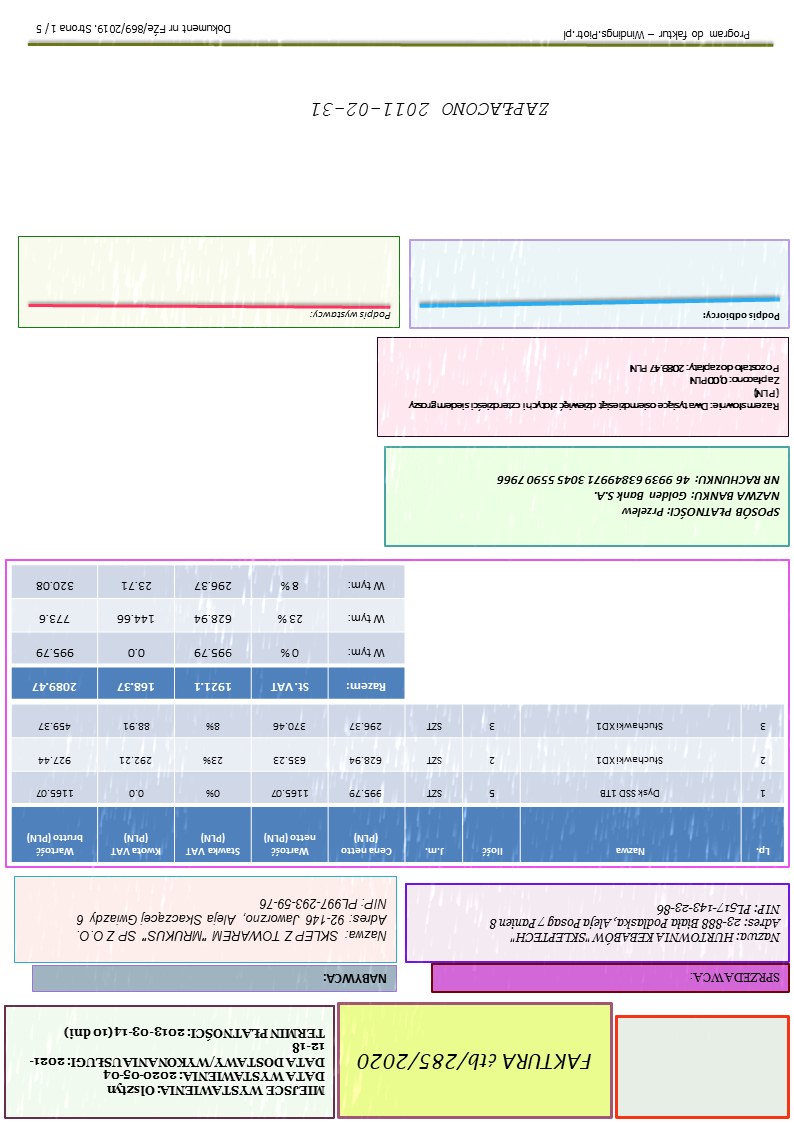 FAKTURA čtb/285/2020
MIEJSCE WYSTAWIENIA: Olsztyn
DATA WYSTAWIENIA: 2020-05-04
DATA DOSTAWY/WYKONANIA USŁUGI: 2021-
12-18
TERMIN PŁATNOŚCI: 2013-03-14 (10 dni)
SPRZEDAWCA:
Nazwa: HURTOWNIA KEBABÓW "SKLEPTECH"
Adres: 23-888 Biała Podlaska, Aleja Posąg 7 Panien 8
NIP: PL517-143-23-86
NABYWCA:
Nazwa: SKLEP Z TOWAREM "MRUKUS" SP Z O.O.
Adres: 92-146 Jaworzno, Aleja Skaczącej Gwiazdy 6
NIP: PL997-293-59-76
Lp. Nazwa Ilość J.m. Cena netto (PLN) Wartość netto (PLN) Stawka VAT (PLN) Kwota VAT (PLN) Wartość brutto (PLN)
1 Dysk SSD 1TB 5 SZT 995.79 1165.07 0% 0.0 1165.07
2 Słuchawki XD1 2 SZT 628.94 635.23 23% 292.21 927.44
3 Słuchawki XD1 3 SZT 296.37 370.46 8% 88.91 459.37
Razem: St. VAT 1921.1 168.37 2089.47
W tym: 0 % 995.79 0.0 995.79
W tym: 23 % 628.94 144.66 773.6
W tym: 8 % 296.37 23.71 320.08
SPOSÓB PŁATNOŚCI: Przelew
NAZWA BANKU: Golden Bank S.A.
NR RACHUNKU: 46 9939 63849971 3045 5590 7966
Razem słownie: Dwa tysiące osiemdziesiąt dziewięć złotych i czterdzieści siedem groszy
(PLN)
Zapłacono: 0,00 PLN
Pozostało do zapłaty: 2089.47 PLN
Podpis odbiorcy:
Podpis wystawcy:
ZAPŁACONO 2011-02-31
Program do faktur – Windings.Piotr.pl
Dokument nr FŹe/869/2019. Strona 1 / 5